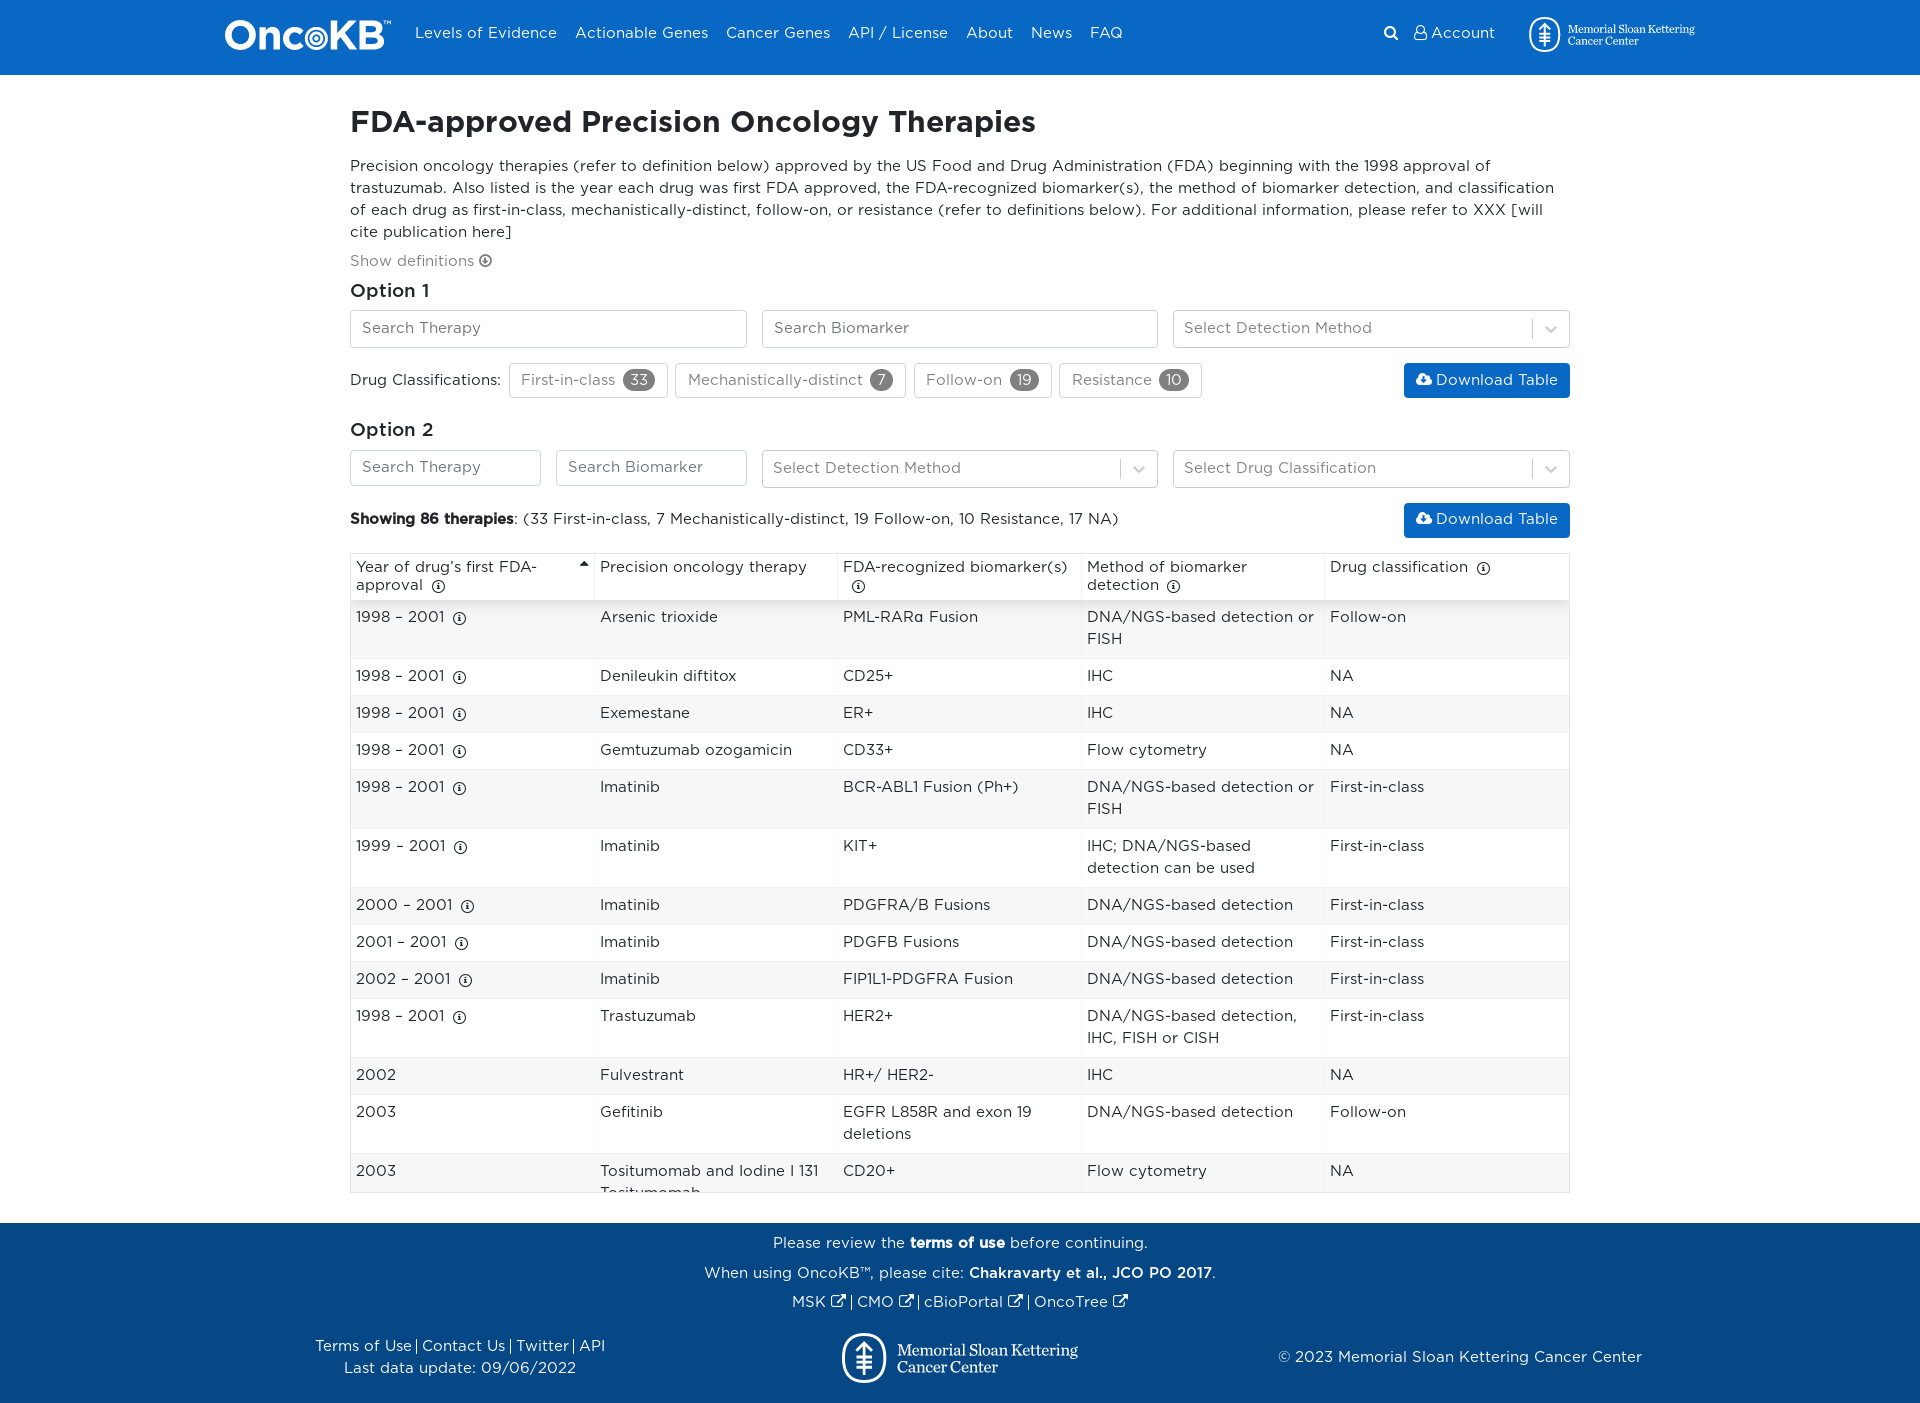 OncoKB™ Levels of Evidence Actionable Genes Cancer Genes API / License About News FAQ Account Memorial Sloan Kettering
Cancer Center
FDA-approved Precision Oncology Therapies
Precision oncology therapies (refer to definition below) approved by the US Food and Drug Administration (FDA) beginning with the 1998 approval of
trastuzumab. Also listed is the year each drug was first FDA approved, the FDA-recognized biomarker(s), the method of biomarker detection, and classification
of each drug as first-in-class, mechanistically-distinct, follow-on, or resistance (refer to definitions below). For additional information, please refer to XXX [will
cite publication here]
Show definitions
Option 1
Search Therapy Search Biomarker Select Detection Method
Drug Classifications: First-in-class 33 Mechanistically-distinct 7 Follow-on 19 Resistance 10 Download Table
Option 2
Search Therapy Search Biomarker Select Detection Method Select Drug Classification
Showing 86 therapies: (33 First-in-class, 7 Mechanistically-distinct, 19 Follow-on, 10 Resistance, 17 NA) Download Table
Year of drug's first FDA- Precision oncology therapy FDA-recognized biomarker(s) Method of biomarker Drug classification
approval detection
1998 – 2001 Arsenic trioxide PML-RARα Fusion DNA/NGS-based detection or Follow-on
FISH
1998 – 2001 Denileukin diftitox CD25+ IHC NA
1998 – 2001 Exemestane ER+ IHC NA
1998 – 2001 Gemtuzumab ozogamicin CD33+ Flow cytometry NA
1998 – 2001 Imatinib BCR-ABL1 Fusion (Ph+) DNA/NGS-based detection or First-in-class
FISH
1999 – 2001 Imatinib KIT+ IHC; DNA/NGS-based First-in-class
detection can be used
2000 – 2001 Imatinib PDGFRA/B Fusions DNA/NGS-based detection First-in-class
2001 – 2001 Imatinib PDGFB Fusions DNA/NGS-based detection First-in-class
2002 – 2001 Imatinib FIP1L1-PDGFRA Fusion DNA/NGS-based detection First-in-class
1998 – 2001 Trastuzumab HER2+ DNA/NGS-based detection, First-in-class
IHC, FISH or CISH
2002 Fulvestrant HR+/ HER2- IHC NA
2003 Gefitinib EGFR L858R and exon 19 DNA/NGS-based detection Follow-on
deletions
2003 Tositumomab and Iodine I 131 CD20+ Flow cytometry NA
Tositumomab
Please review the terms of use before continuing.
When using OncoKB™, please cite: Chakravarty et al., JCO PO 2017.
MSK | CMO | cBioPortal | OncoTree
Terms of Use | Contact Us | Twitter | API
Last data update: 09/06/2022
Memorial Sloan Kettering
Cancer Center
© 2023 Memorial Sloan Kettering Cancer Center